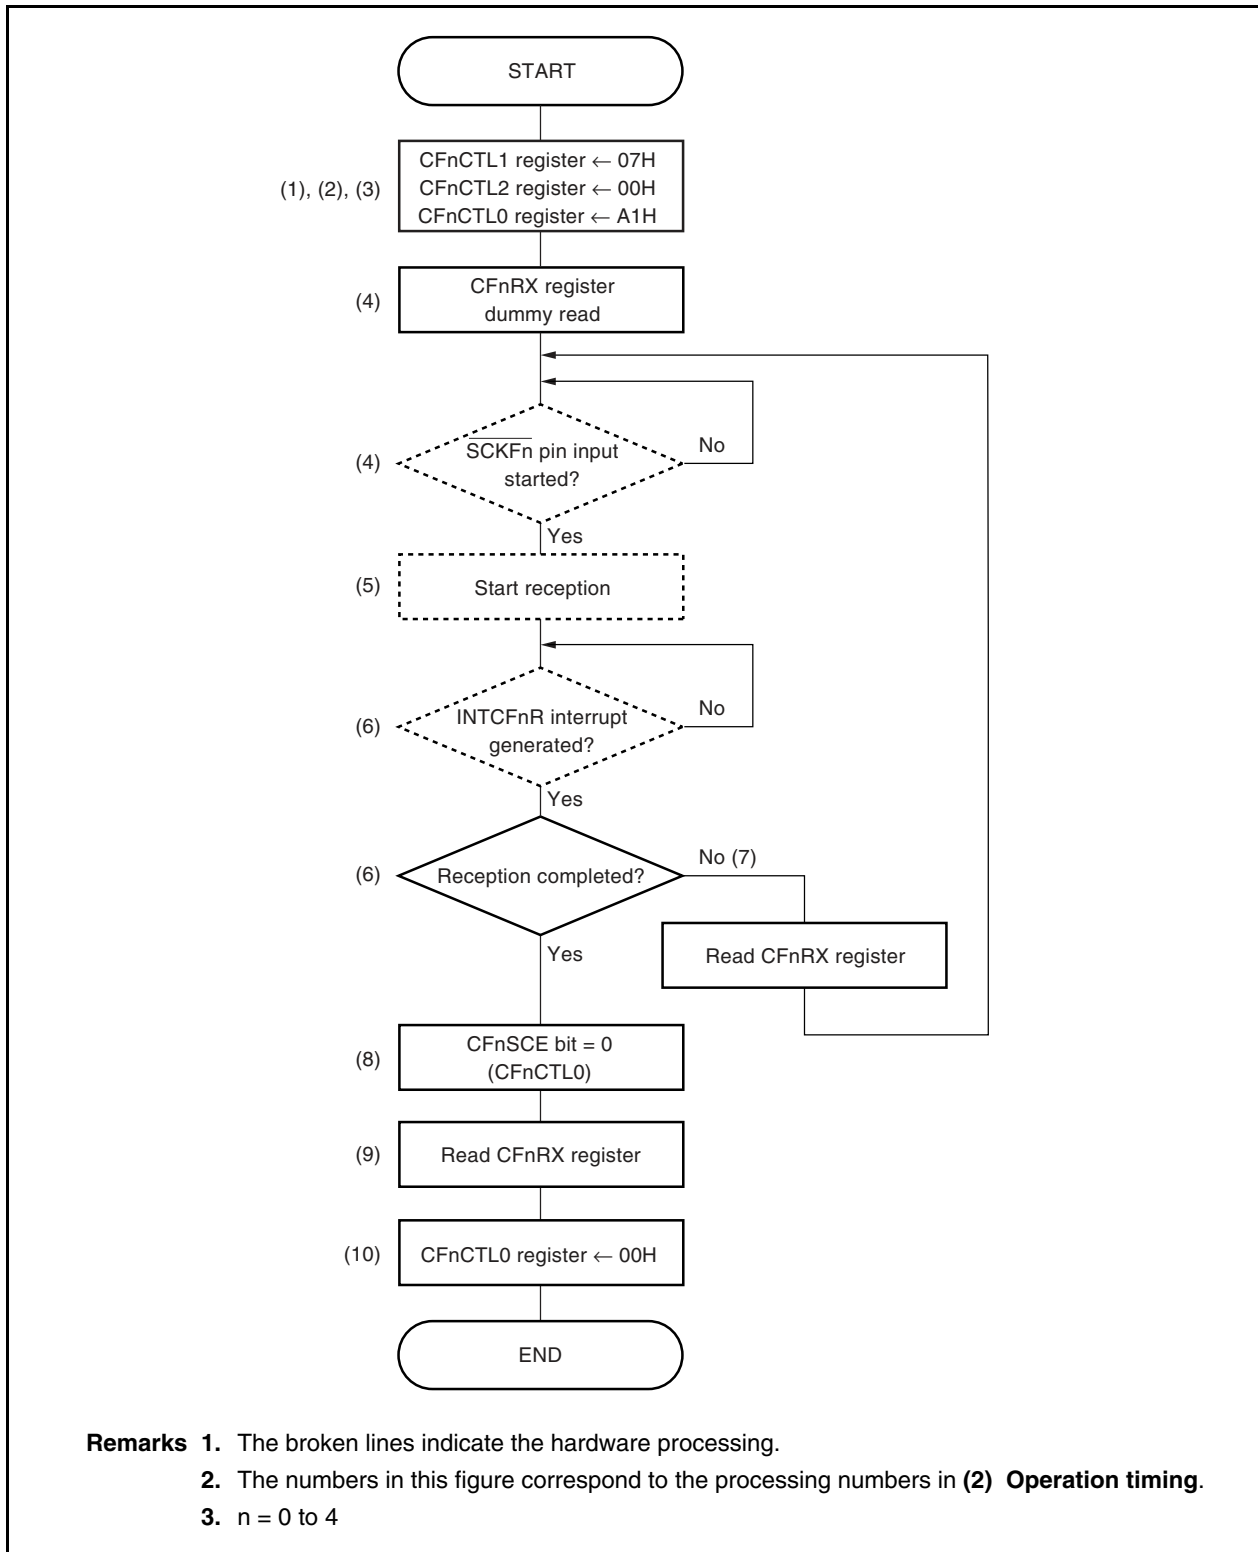 START
(1), (2), (3)
CFnCTL1 register ← 07H
CFnCTL2 register ← 00H
CFnCTL0 register ← A1H
(4)
CFnRX register
dummy read
(4)
SCKFn pin input
started?
No
Yes
(5)
Start reception
(6)
INTCFnR interrupt
generated?
No
Yes
(6)
Reception completed?
No (7)
Yes
Read CFnRX register
(8)
CFnSCE bit = 0
(CFnCTL0)
(9)
Read CFnRX register
(10)
CFnCTL0 register ← 00H
END
Remarks 1. The broken lines indicate the hardware processing.
2. The numbers in this figure correspond to the processing numbers in (2) Operation timing.
3. n = 0 to 4